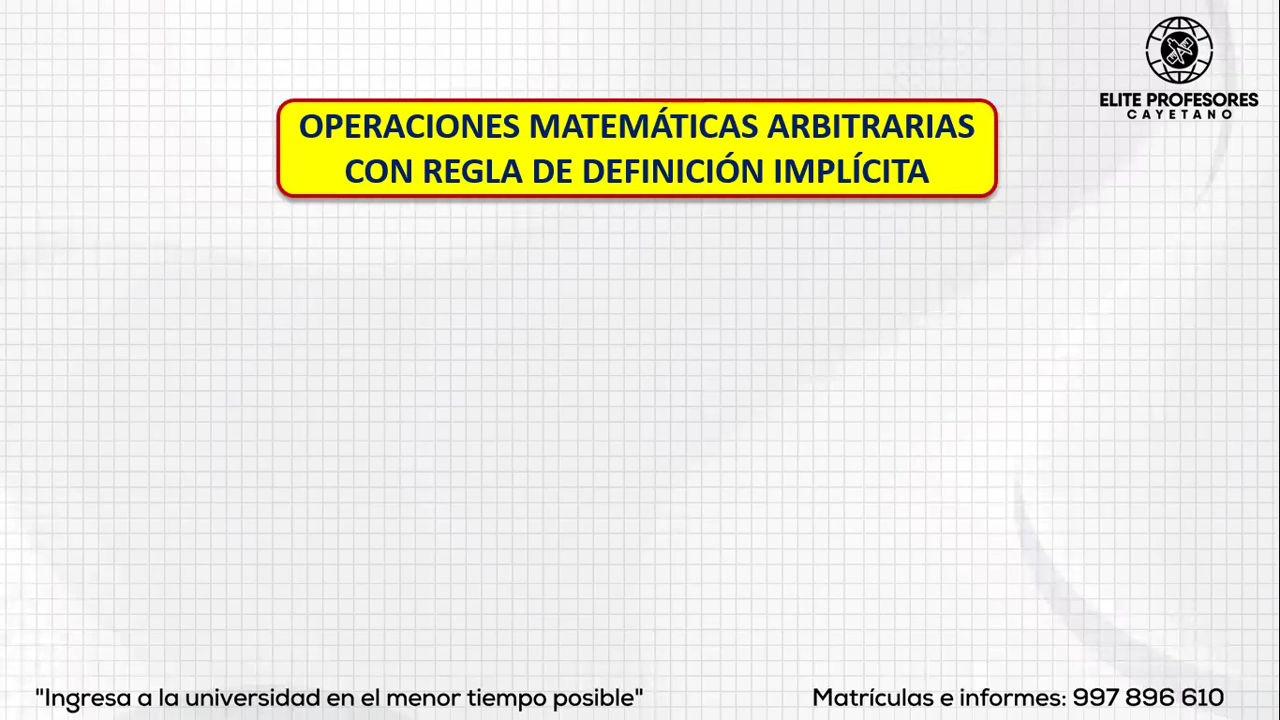 ELITE PROFESORES
CAYETANO
OPERACIONES MATEMÁTICAS ARBITRARIAS
CON REGLA DE DEFINICIÓN IMPLÍCITA
"Ingresa a la universidad en el menor tiempo posible"
Matrículas e informes: 997 896 610